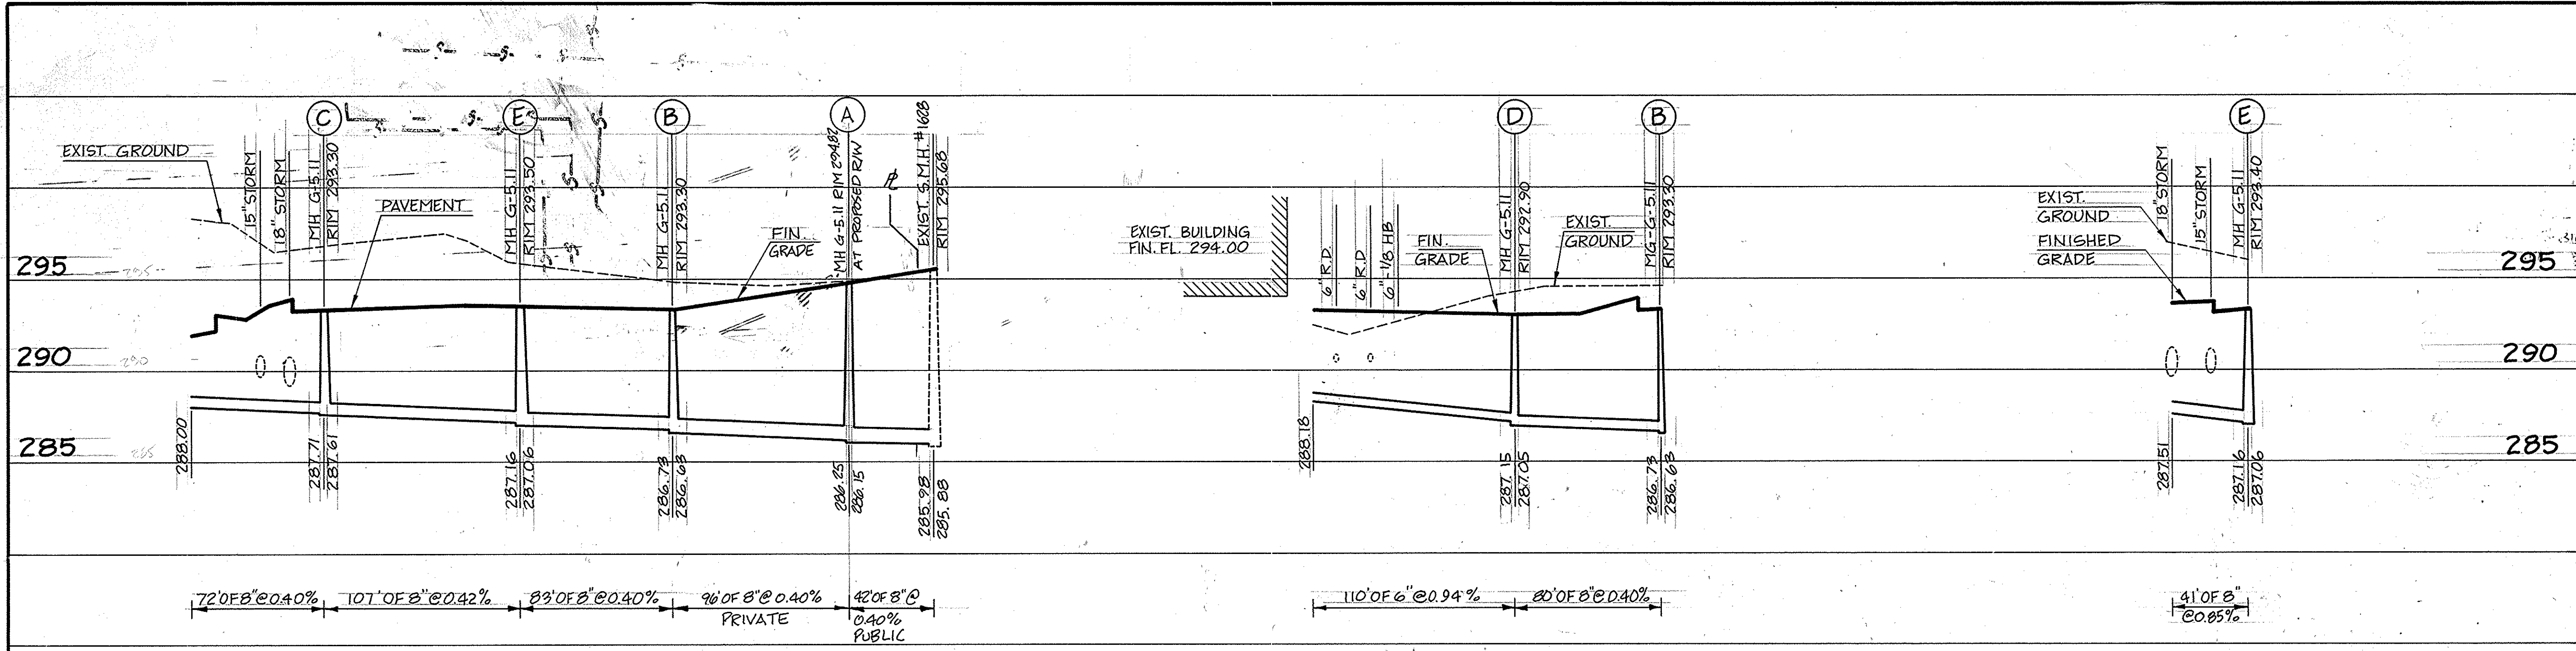 C
E
B
A
D
B
E
EXIST. GROUND
15" STORM
18" STORM
MH G-5.11
RIM 293.30
PAVEMENT
MH G-5.11
RIM 293.50
MH G-5.11
RIM 293.30
FIN.
GRADE
MH G-5.11 RIM 294.82
AT PROPOSED R/W
EXIST. S.M.H. #1628
RIM 295.68
EXIST. BUILDING
FIN. FL. 294.00
6" R.D.
6" R.D
6"-1/8 HB
FIN.
GRADE
MH G-5.11
RIM 292.90
EXIST.
GROUND
MG-G-5.11
RIM 293.30
EXIST.
GROUND
FINISHED
GRADE
18" STORM
15" STORM
MH G-5.11
RIM 293.40
295
295
295
290
290
290
285
285
285
288.00
287.71
287.61
287.16
287.06
286.73
286.63
286.25
286.15
285.98
285.88
288.18
287.15
287.05
286.73
286.63
287.51
287.16
287.06
72' OF 8" @ 0.40%
107' OF 8" @ 0.42%
83' OF 8" @ 0.40%
96' OF 8" @ 0.40%
PRIVATE
42' OF 8" @
0.40%
PUBLIC
110' OF 6" @ 0.94%
80' OF 8" @ 0.40%
41' OF 8"
@ 0.85%